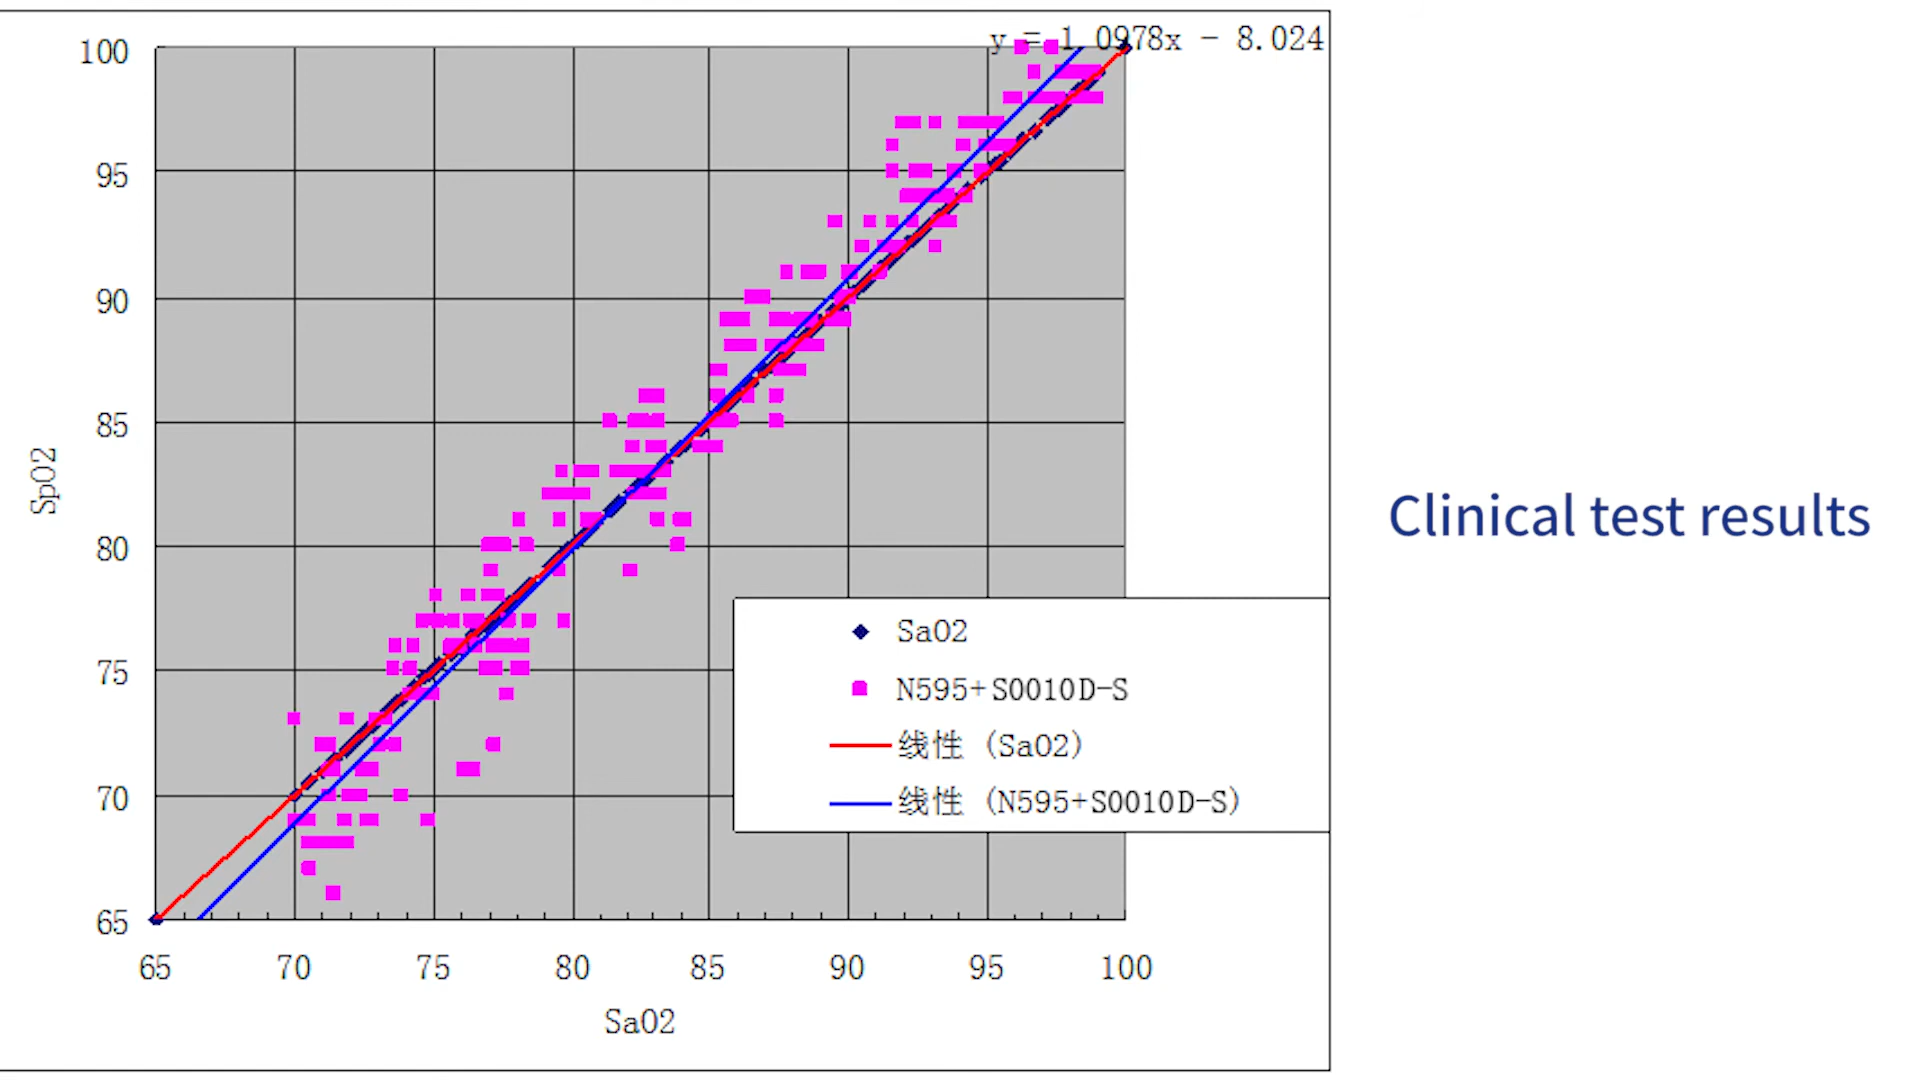 y = 1.0978x - 8.024
100
95
90
85
80
75
70
65
SpO2
65 70 75 80 85 90 95 100
SaO2
SaO2
N595+S0010D-S
线性 (SaO2)
线性 (N595+S0010D-S)
Clinical test results